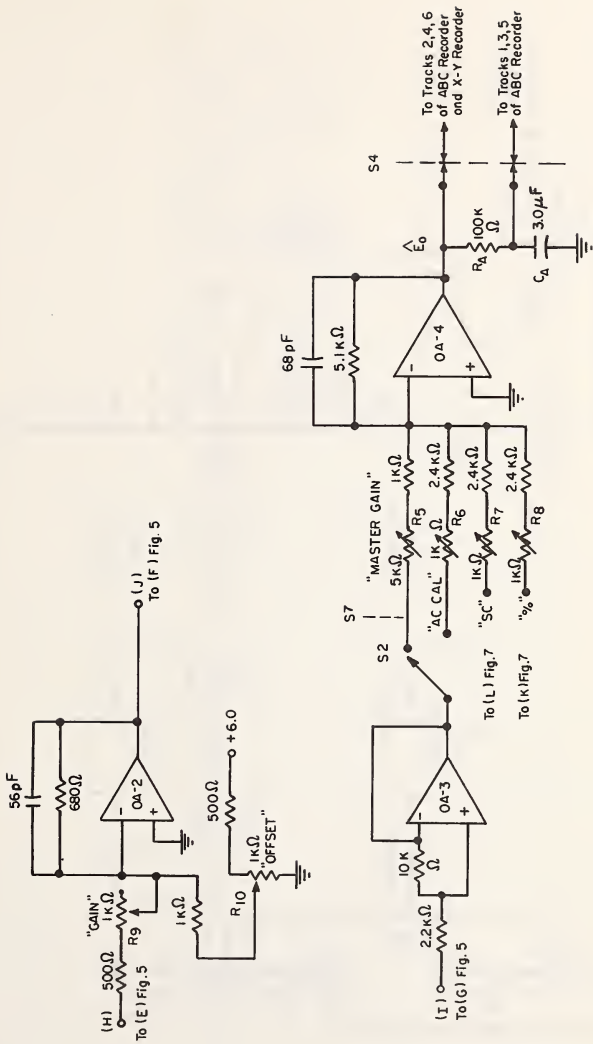 56pF
680Ω
OA-2
-
+
"GAIN"
1KΩ
R9
500Ω
(H)
To (E) Fig. 5
1KΩ
R10
1KΩ
"OFFSET"
500Ω
+6.0
(J)
To (F) Fig. 5
(I)
To (G) Fig. 5
2.2KΩ
10K
Ω
OA-3
-
+
S2
S7
"MASTER GAIN"
5KΩ
R5
1KΩ
"AC CAL"
1KΩ
R6
2.4KΩ
"SC"
1KΩ
R7
2.4KΩ
To (L) Fig. 7
"%"
1KΩ
R8
2.4KΩ
To (K) Fig. 7
68pF
5.1KΩ
OA-4
-
+
Êo
RΔ
100K
Ω
CΔ
3.0μF
S4
To Tracks 2,4,6
of ABC Recorder
and X-Y Recorder
To Tracks 1,3,5
of ABC Recorder